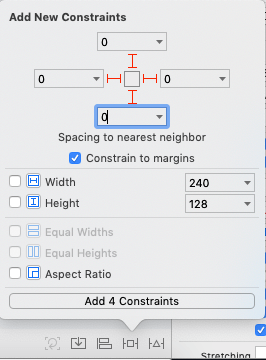 Add New Constraints
0
0
0
0
Spacing to nearest neighbor
Constrain to margins
Width
240
Height
128
Equal Widths
Equal Heights
Aspect Ratio
Add 4 Constraints
Stretching